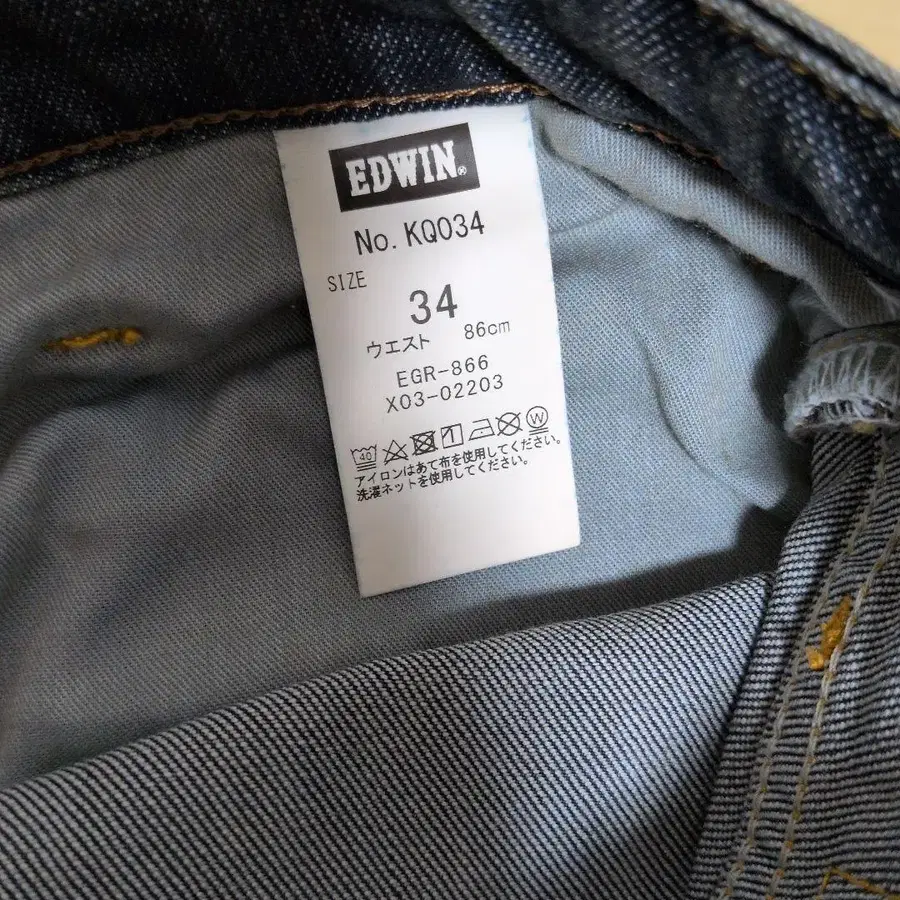 EDWIN®
No. KQ034
SIZE
34
ウエスト 86cm
EGR-866
X03-02203
40 W
アイロンはあて布を使用してください。
洗濯ネットを使用してください。